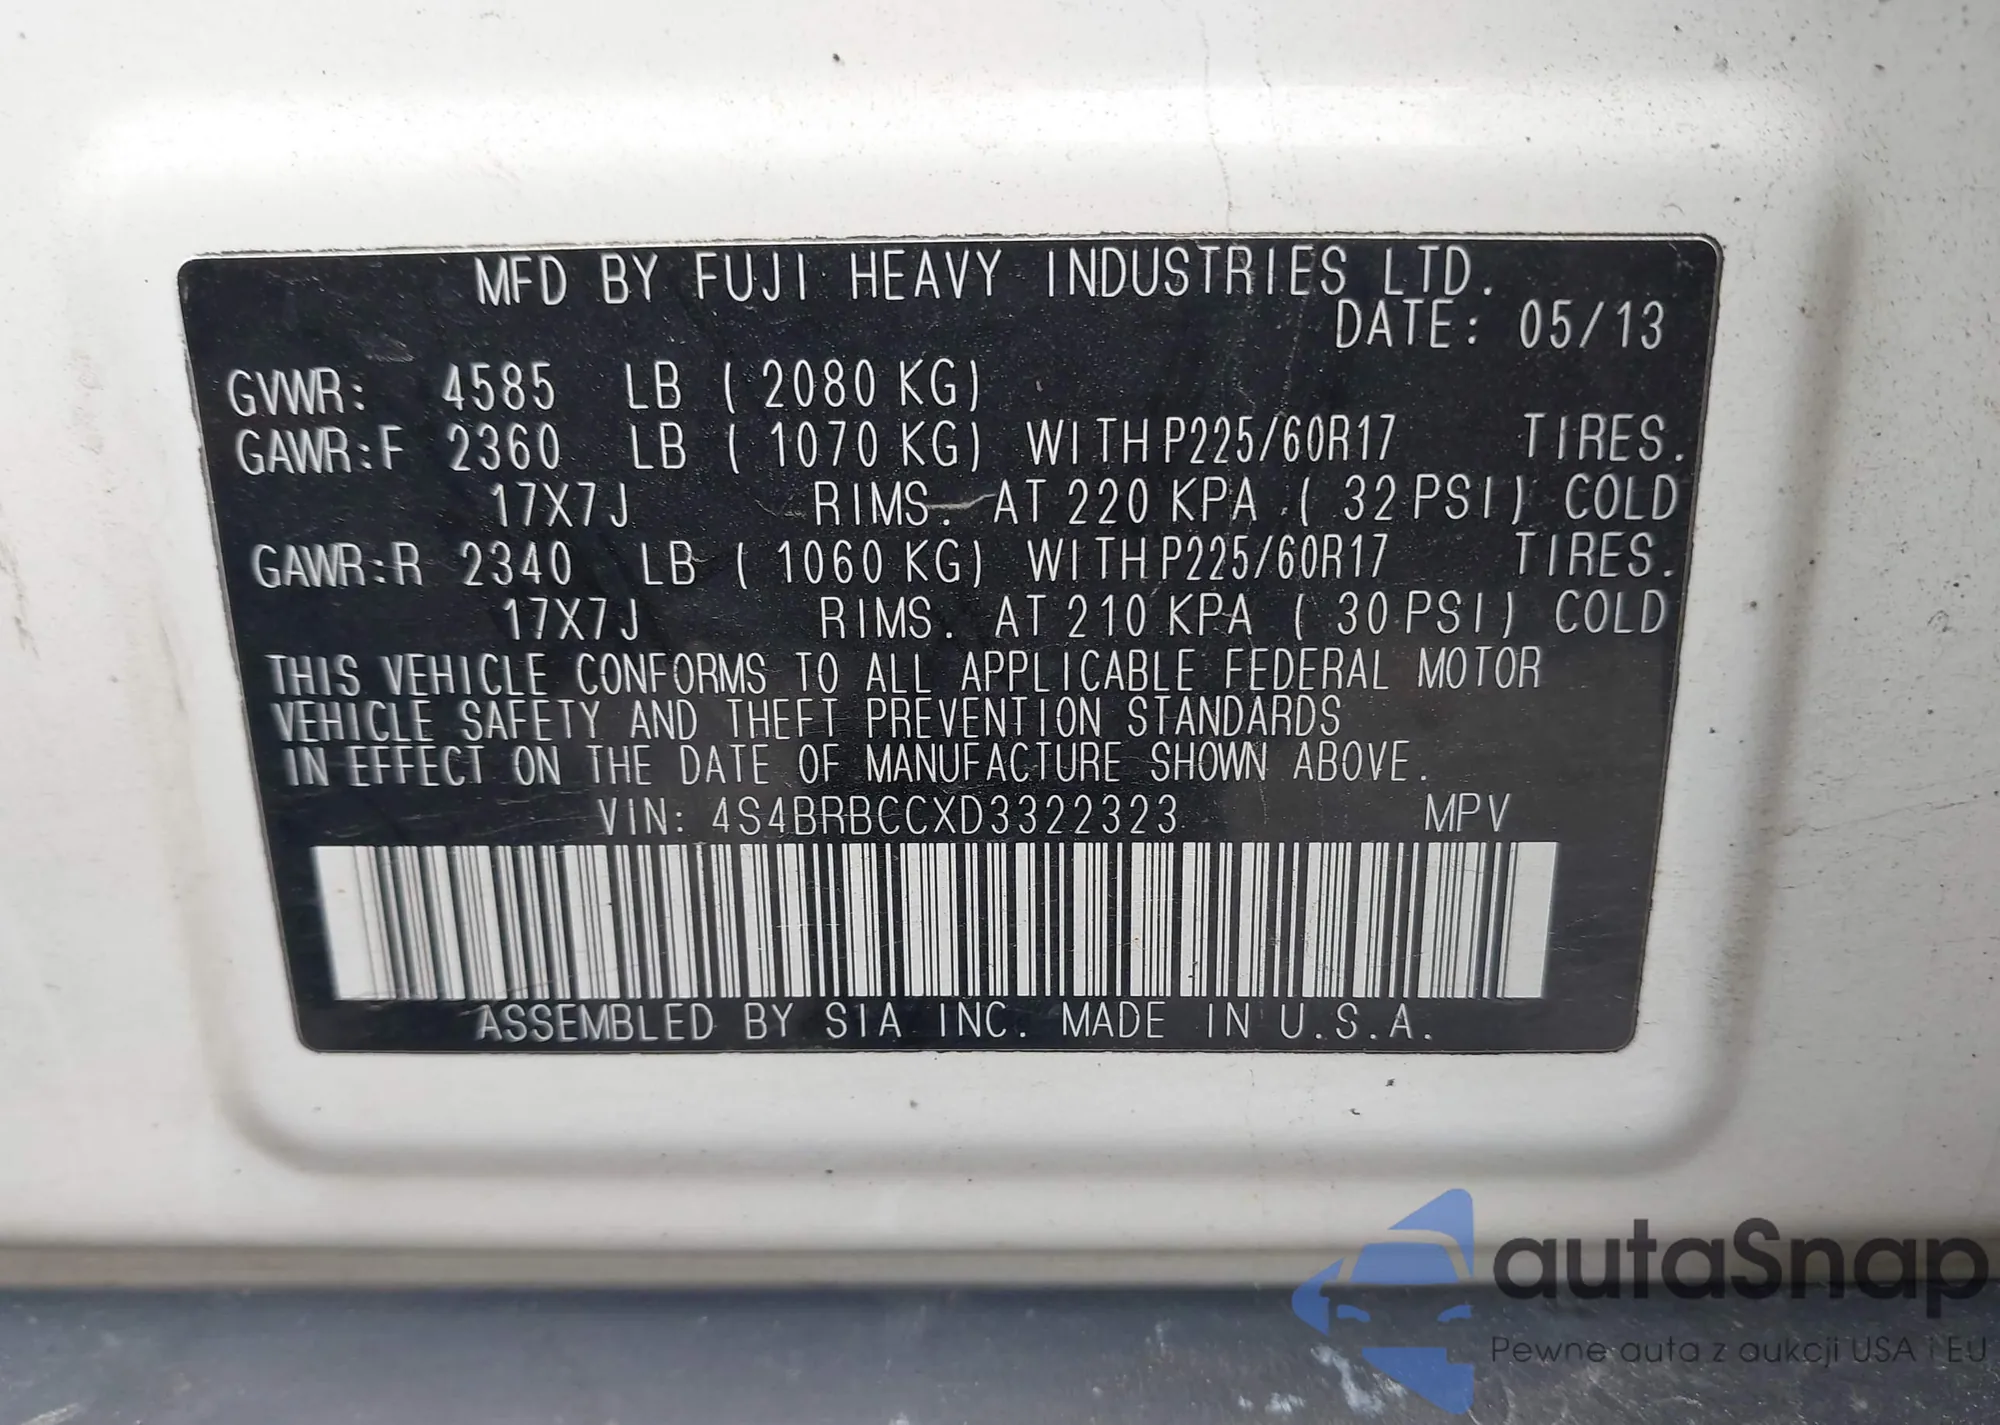 MFD BY FUJI HEAVY INDUSTRIES LTD.
DATE: 05/13
GVWR: 4585 LB ( 2080 KG)
GAWR:F 2360 LB ( 1070 KG) WITH P225/60R17 TIRES.
17X7J RIMS. AT 220 KPA ( 32 PSI) COLD
GAWR:R 2340 LB ( 1060 KG) WITH P225/60R17 TIRES.
17X7J RIMS. AT 210 KPA ( 30 PSI) COLD
THIS VEHICLE CONFORMS TO ALL APPLICABLE FEDERAL MOTOR
VEHICLE SAFETY AND THEFT PREVENTION STANDARDS
IN EFFECT ON THE DATE OF MANUFACTURE SHOWN ABOVE.
VIN: 4S4BRBCCXD3322323 MPV
ASSEMBLED BY SIA INC. MADE IN U.S.A.
autaSnap
Pewne auta z aukcji USA i EU